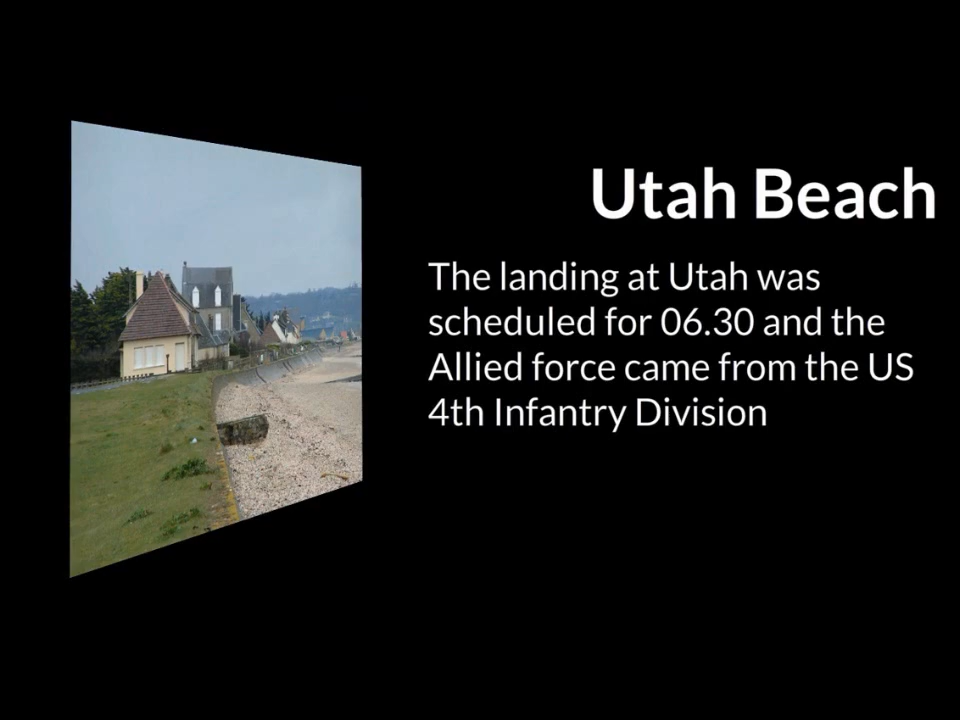 Utah Beach
The landing at Utah was
scheduled for 06.30 and the
Allied force came from the US
4th Infantry Division